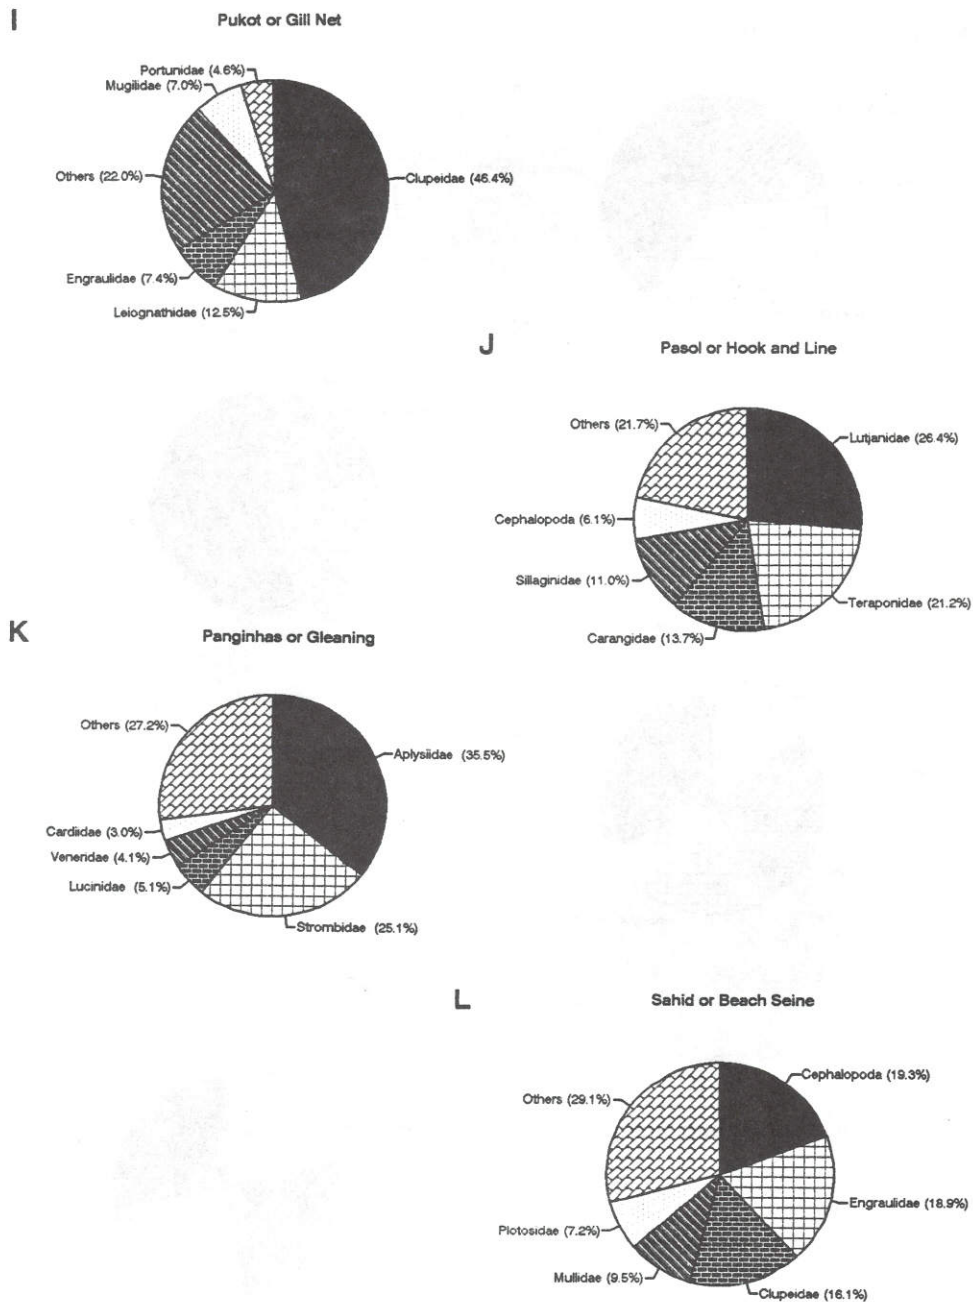 I
Pukot or Gill Net
Portunidae (4.6%)
Mugilidae (7.0%)
Others (22.0%)
Clupeidae (46.4%)
Engraulidae (7.4%)
Leiognathidae (12.5%)
J
Pasol or Hook and Line
Others (21.7%)
Lutjanidae (26.4%)
Cephalopoda (6.1%)
Sillaginidae (11.0%)
Teraponidae (21.2%)
Carangidae (13.7%)
K
Panginhas or Gleaning
Others (27.2%)
Aplysiidae (35.5%)
Cardiidae (3.0%)
Veneridae (4.1%)
Lucinidae (5.1%)
Strombidae (25.1%)
L
Sahid or Beach Seine
Cephalopoda (19.3%)
Others (29.1%)
Engraulidae (18.9%)
Plotosidae (7.2%)
Mullidae (9.5%)
Clupeidae (16.1%)